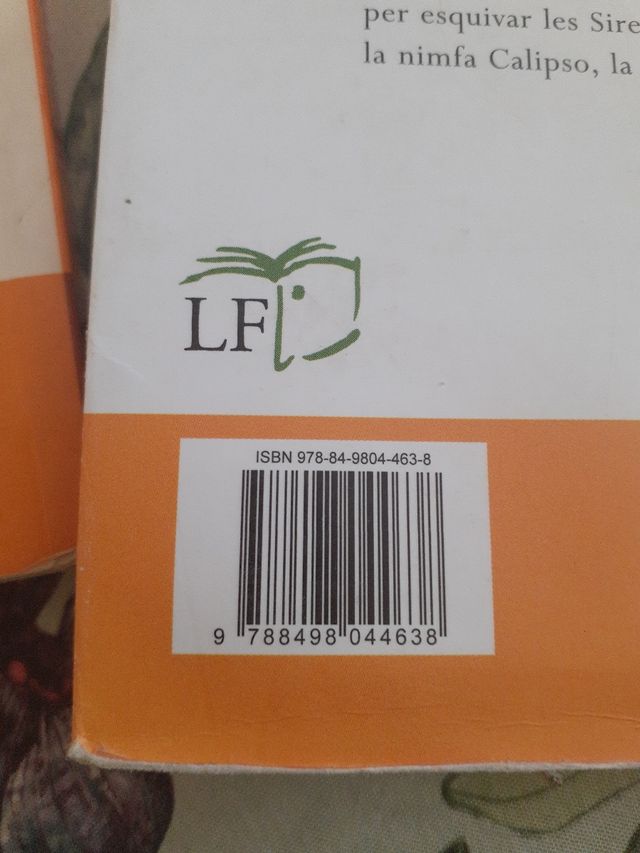 per esquivar les Sire
la nimfa Calipso, la
LF
ISBN 978-84-9804-463-8
9 788498 044638